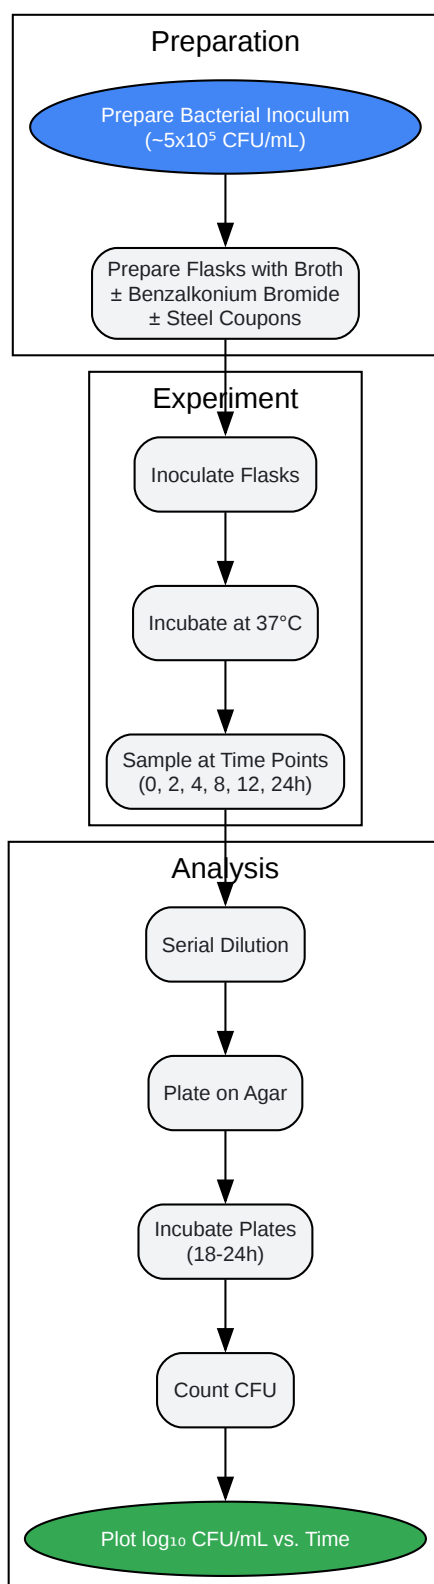 Preparation
Prepare Bacterial Inoculum
(~5x10⁵ CFU/mL)
Prepare Flasks with Broth
± Benzalkonium Bromide
± Steel Coupons
Experiment
Inoculate Flasks
Incubate at 37°C
Sample at Time Points
(0, 2, 4, 8, 12, 24h)
Analysis
Serial Dilution
Plate on Agar
Incubate Plates
(18-24h)
Count CFU
Plot log₁₀ CFU/mL vs. Time